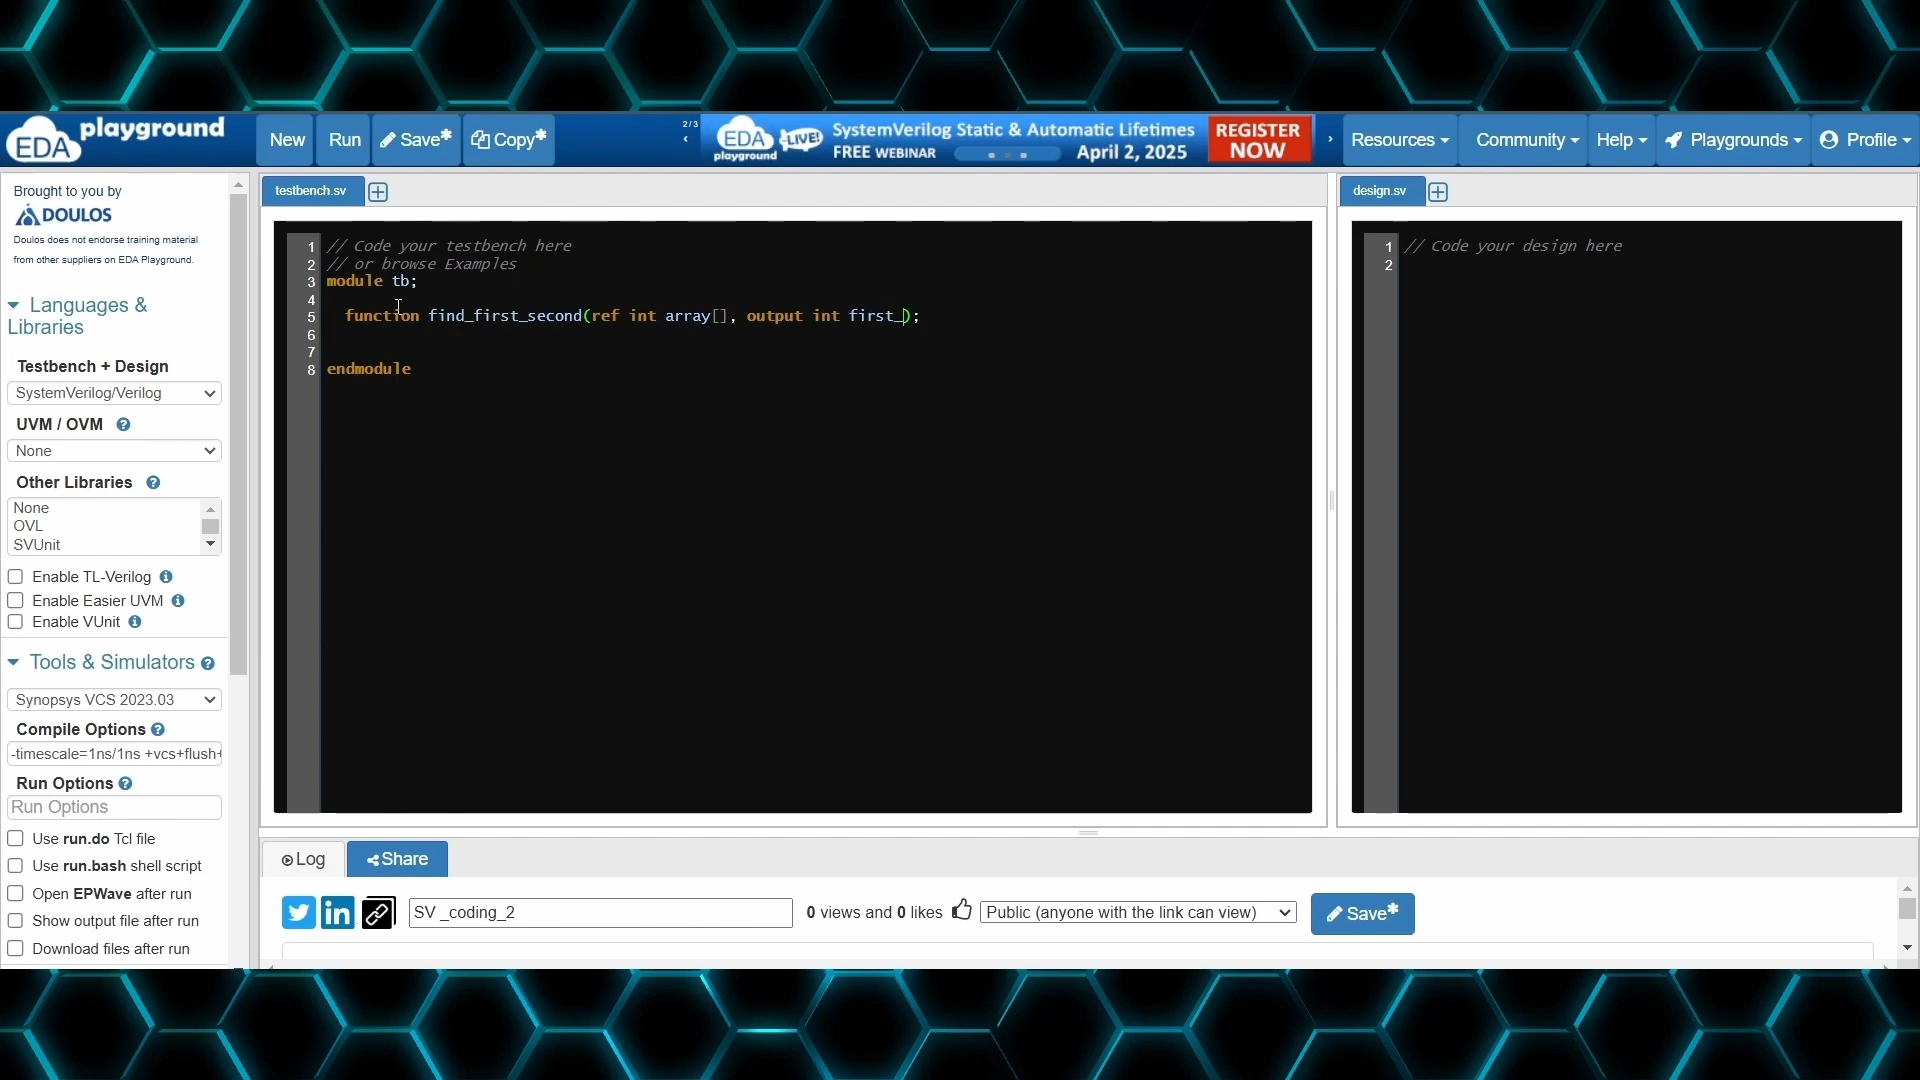 EDA playground
New
Run
Save*
Copy*
2/3
‹
EDA playground LIVE!
SystemVerilog Static & Automatic Lifetimes
FREE WEBINAR
April 2, 2025
REGISTER NOW
›
Resources
Community
Help
Playgrounds
Profile
Brought to you by
DOULOS
Doulos does not endorse training material
from other suppliers on EDA Playground.
Languages &
Libraries
Testbench + Design
SystemVerilog/Verilog
UVM / OVM
None
Other Libraries
None
OVL
SVUnit
Enable TL-Verilog
Enable Easier UVM
Enable VUnit
Tools & Simulators
Synopsys VCS 2023.03
Compile Options
-timescale=1ns/1ns +vcs+flush+
Run Options
Run Options
Use run.do Tcl file
Use run.bash shell script
Open EPWave after run
Show output file after run
Download files after run
testbench.sv
1 // Code your testbench here
2 // or browse Examples
3 module tb;
4
5 function find_first_second(ref int array[], output int first_);
6
7
8 endmodule
design.sv
1 // Code your design here
2
Log
Share
SV _coding_2
0 views and 0 likes
Public (anyone with the link can view)
Save*